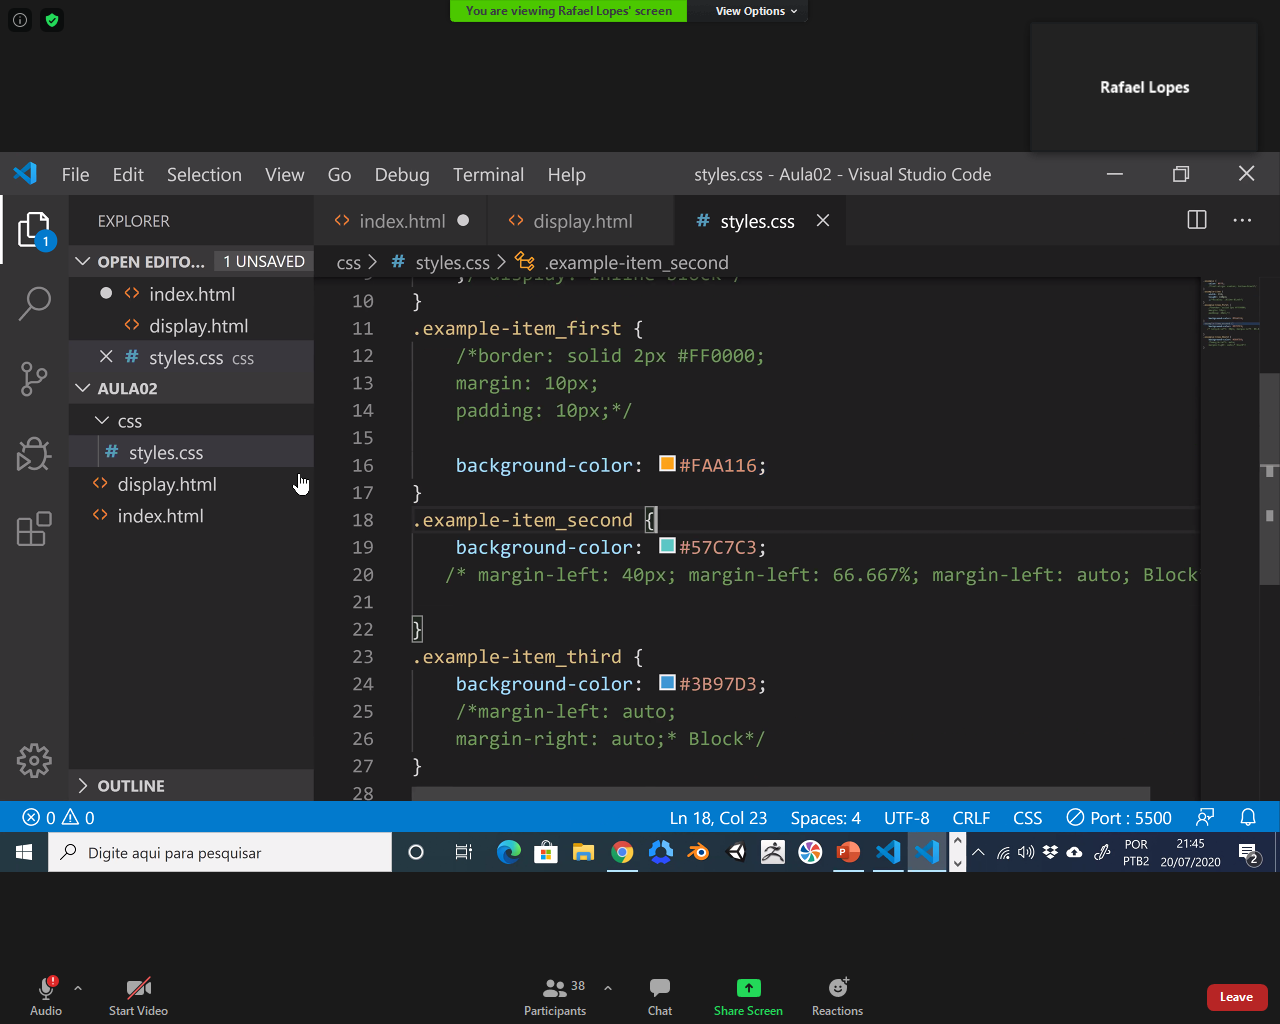 You are viewing Rafael Lopes' screen
View Options
Rafael Lopes
File Edit Selection View Go Debug Terminal Help
styles.css - Aula02 - Visual Studio Code
EXPLORER
1
OPEN EDITO... 1 UNSAVED
index.html
display.html
styles.css css
AULA02
css
styles.css
display.html
index.html
OUTLINE
index.html
display.html
styles.css
css > # styles.css > .example-item_second
10 }
11 .example-item_first {
12 /*border: solid 2px #FF0000;
13 margin: 10px;
14 padding: 10px;*/
15
16 background-color: #FAA116;
17 }
18 .example-item_second {
19 background-color: #57C7C3;
20 /* margin-left: 40px; margin-left: 66.667%; margin-left: auto; Block
21
22 }
23 .example-item_third {
24 background-color: #3B97D3;
25 /*margin-left: auto;
26 margin-right: auto;* Block*/
27 }
28
0 0
Ln 18, Col 23 Spaces: 4 UTF-8 CRLF CSS Port : 5500
Digite aqui para pesquisar
POR
PTB2
21:45
20/07/2020
2
Audio
Start Video
Participants
38
Chat
Share Screen
Reactions
Leave